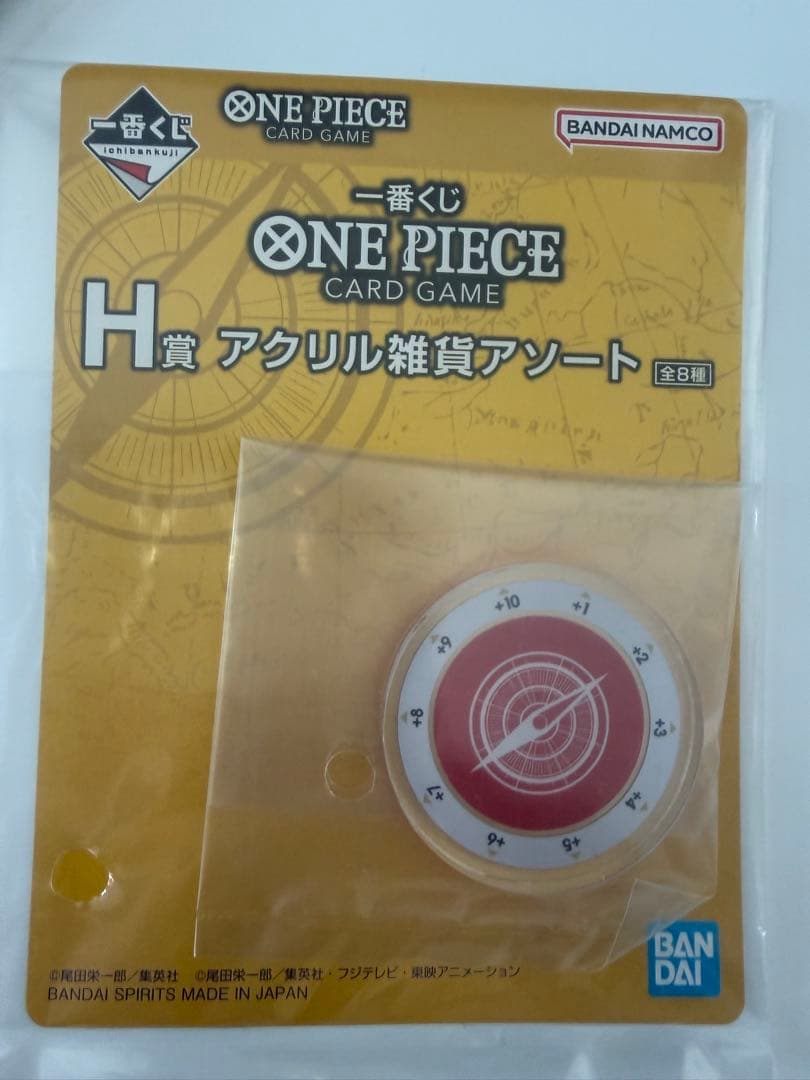 一番くじ
ichibankuji
ONE PIECE
CARD GAME
BANDAI NAMCO
一番くじ
ONE PIECE
CARD GAME
H賞 アクリル雑貨アソート 全8種
+10
+1
+2
+3
+4
+5
+6
+7
+8
+9
BAN
DAI
©尾田栄一郎／集英社 ©尾田栄一郎／集英社・フジテレビ・東映アニメーション
BANDAI SPIRITS MADE IN JAPAN